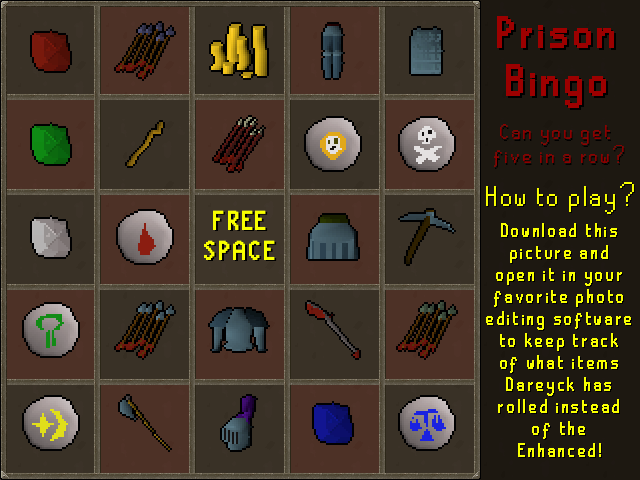 Prison
Bingo
Can you get
five in a row?
How to play?
Download this
picture and
open it in your
favorite photo
editing software
to keep track
of what items
Dareyck has
rolled instead
of the
Enhanced!
FREE
SPACE